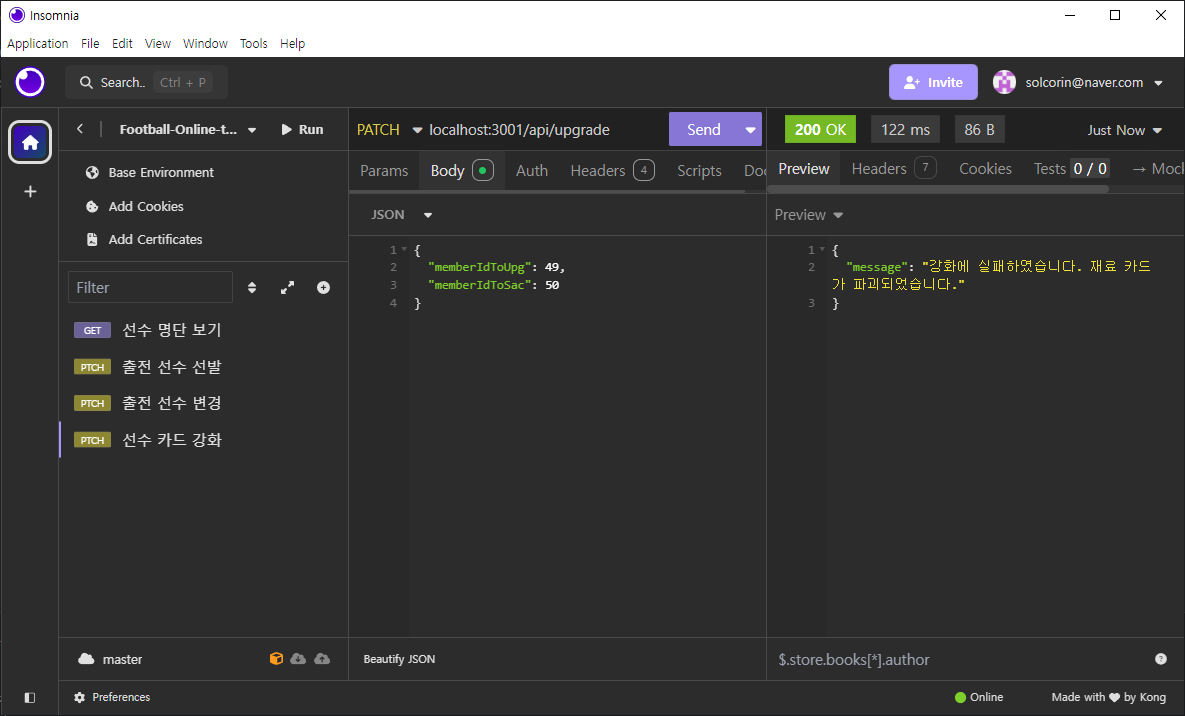 Insomnia
Application File Edit View Window Tools Help
Search.. Ctrl + P
Invite
solcorin@naver.com
Football-Online-t...
Run
PATCH localhost:3001/api/upgrade
Send
200 OK
122 ms
86 B
Just Now
Base Environment
Add Cookies
Add Certificates
Filter
GET 선수 명단 보기
PTCH 출전 선수 선발
PTCH 출전 선수 변경
PTCH 선수 카드 강화
master
Params Body Auth Headers 4 Scripts Doc
JSON
1 {
2 "memberIdToUpg": 49,
3 "memberIdToSac": 50
4 }
Beautify JSON
Preview Headers 7 Cookies Tests 0 / 0 → Mock
Preview
1 {
2 "message": "강화에 실패하였습니다. 재료 카드
가 파괴되었습니다."
3 }
$.store.books[*].author
Preferences
Online
Made with ♥ by Kong